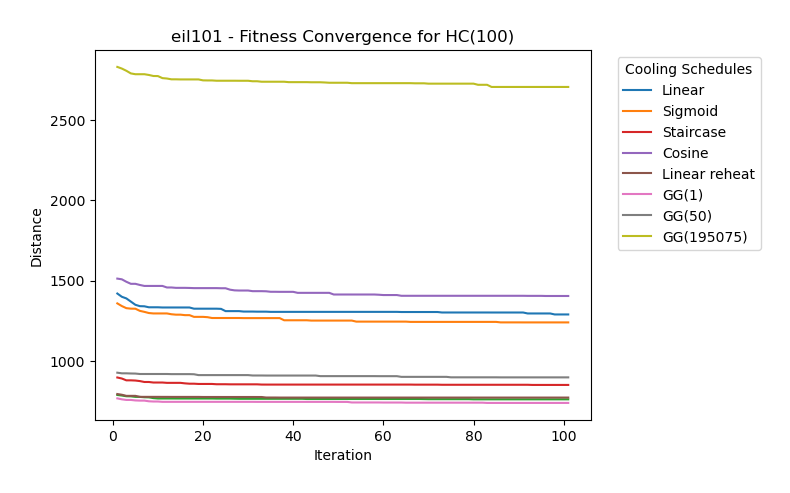 eil101 - Fitness Convergence for HC(100)
Distance
2500
2000
1500
1000
0
20
40
60
80
100
Iteration
Cooling Schedules
Linear
Sigmoid
Staircase
Cosine
Linear reheat
GG(1)
GG(50)
GG(195075)